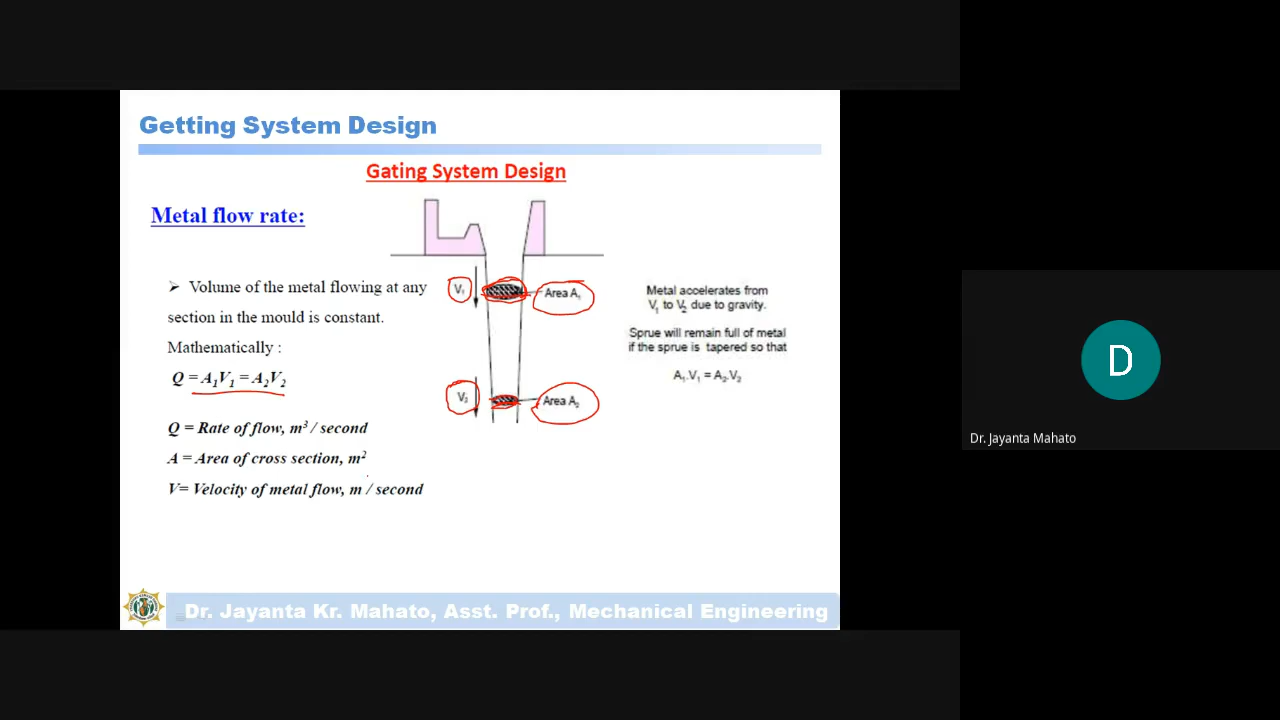 Getting System Design
Gating System Design
Metal flow rate:
➢ Volume of the metal flowing at any
section in the mould is constant.
Mathematically :
Q = A₁V₁ = A₂V₂
Q = Rate of flow, m³ / second
A = Area of cross section, m²
V= Velocity of metal flow, m / second
V₁
Area A₁
V₂
Area A₂
Metal accelerates from
V₁ to V₂ due to gravity.
Sprue will remain full of metal
if the sprue is tapered so that
A₁.V₁ = A₂.V₂
Dr. Jayanta Kr. Mahato, Asst. Prof., Mechanical Engineering
D
Dr. Jayanta Mahato